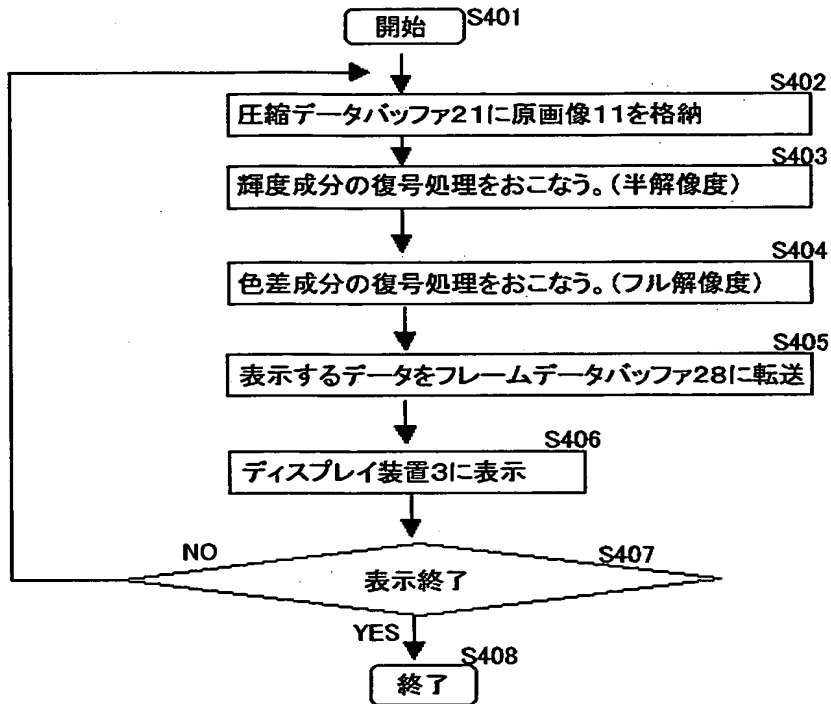 開始
S401
S402
圧縮データバッファ21に原画像11を格納
S403
輝度成分の復号処理をおこなう。(半解像度)
S404
色差成分の復号処理をおこなう。(フル解像度)
S405
表示するデータをフレームデータバッファ28に転送
S406
ディスプレイ装置3に表示
NO
S407
表示終了
YES
S408
終了